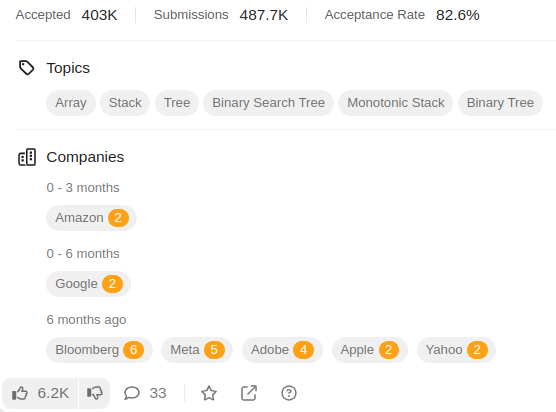 Accepted 403K Submissions 487.7K Acceptance Rate 82.6%
Topics
Array Stack Tree Binary Search Tree Monotonic Stack Binary Tree
Companies
0 - 3 months
Amazon 2
0 - 6 months
Google 2
6 months ago
Bloomberg 6 Meta 5 Adobe 4 Apple 2 Yahoo 2
6.2K 33